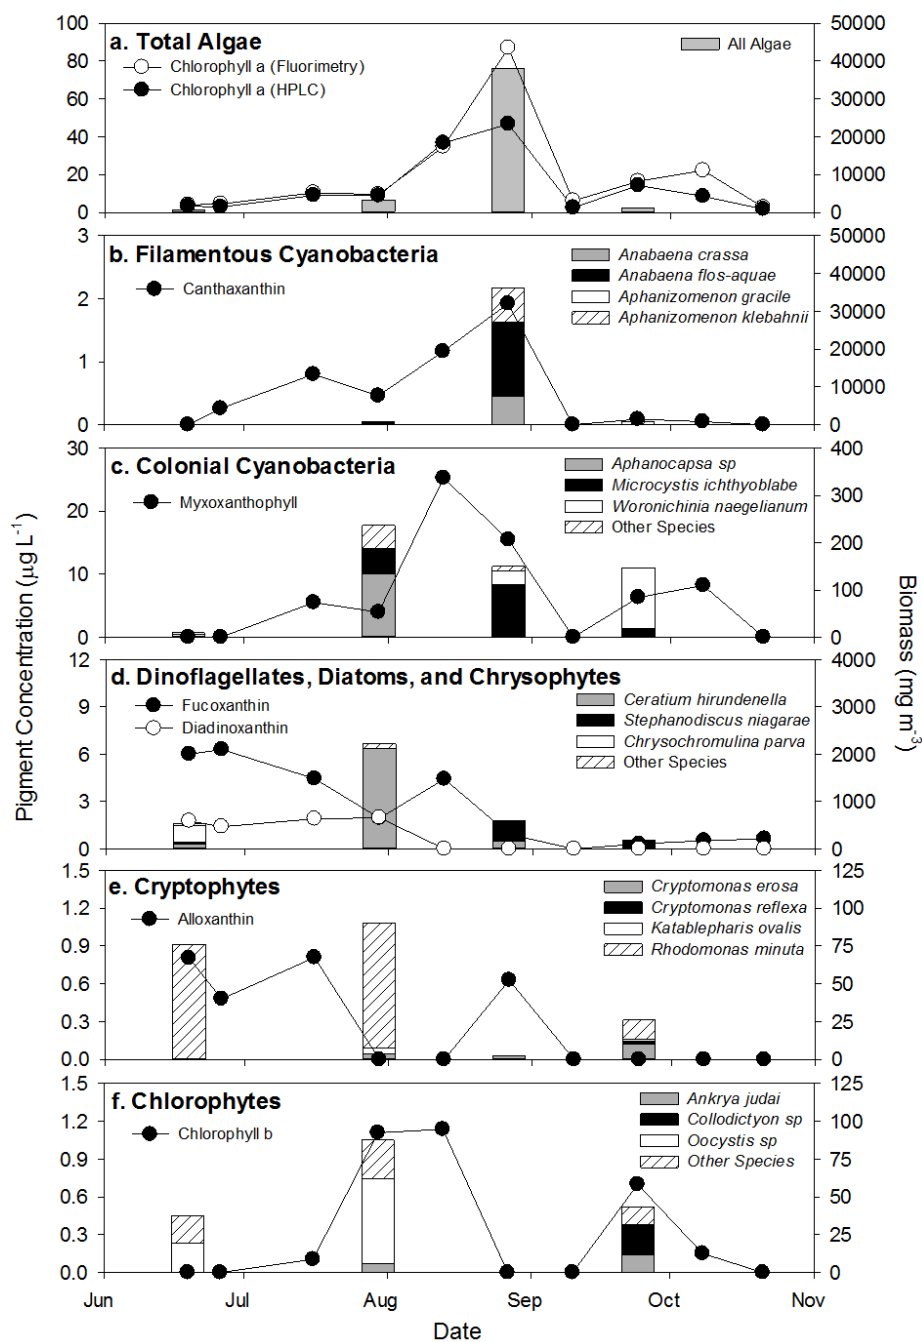 a. Total Algae
Chlorophyll a (Fluorimetry)
Chlorophyll a (HPLC)
All Algae
100
80
60
40
20
0
50000
40000
30000
20000
10000
0
b. Filamentous Cyanobacteria
Canthaxanthin
Anabaena crassa
Anabaena flos-aquae
Aphanizomenon gracile
Aphanizomenon klebahnii
3
2
1
0
50000
40000
30000
20000
10000
0
c. Colonial Cyanobacteria
Myxoxanthophyll
Aphanocapsa sp
Microcystis ichthyoblabe
Woronichinia naegelianum
Other Species
30
20
10
0
400
300
200
100
0
Pigment Concentration (µg L-1)
Biomass (mg m-3)
d. Dinoflagellates, Diatoms, and Chrysophytes
Fucoxanthin
Diadinoxanthin
Ceratium hirundenella
Stephanodiscus niagarae
Chrysochromulina parva
Other Species
12
9
6
3
0
4000
3000
2000
1000
0
e. Cryptophytes
Alloxanthin
Cryptomonas erosa
Cryptomonas reflexa
Katablepharis ovalis
Rhodomonas minuta
1.5
1.2
0.9
0.6
0.3
0.0
125
100
75
50
25
0
f. Chlorophytes
Chlorophyll b
Ankrya judai
Collodictyon sp
Oocystis sp
Other Species
1.5
1.2
0.9
0.6
0.3
0.0
125
100
75
50
25
0
Jun Jul Aug Sep Oct Nov
Date